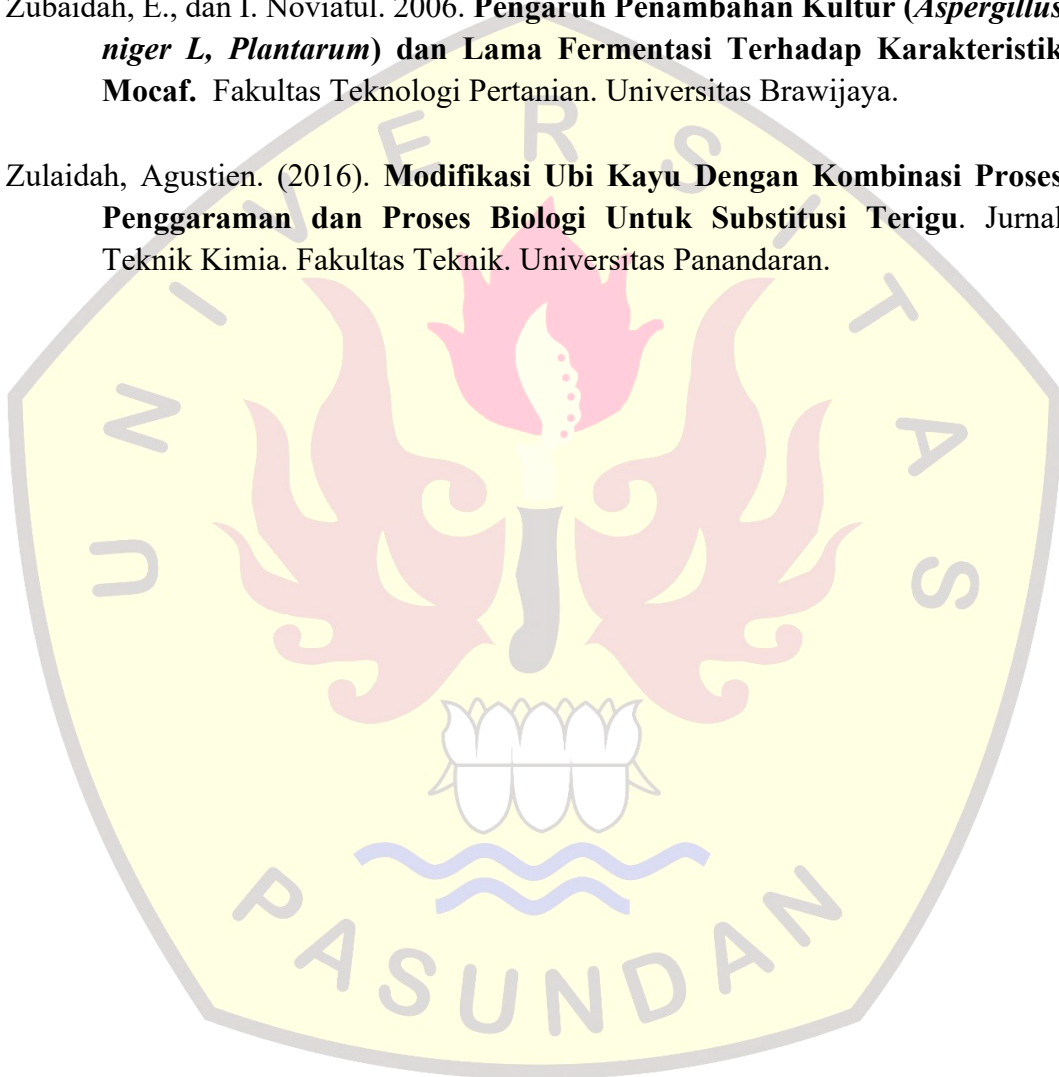 Zubaidah, E., dan I. Noviatul. 2006. Pengaruh Penambahan Kultur (Aspergillus
niger L, Plantarum) dan Lama Fermentasi Terhadap Karakteristik
Mocaf. Fakultas Teknologi Pertanian. Universitas Brawijaya.
Zulaidah, Agustien. (2016). Modifikasi Ubi Kayu Dengan Kombinasi Proses
Penggaraman dan Proses Biologi Untuk Substitusi Terigu. Jurnal
Teknik Kimia. Fakultas Teknik. Universitas Panandaran.
UNIVERSITAS
PASUNDAN